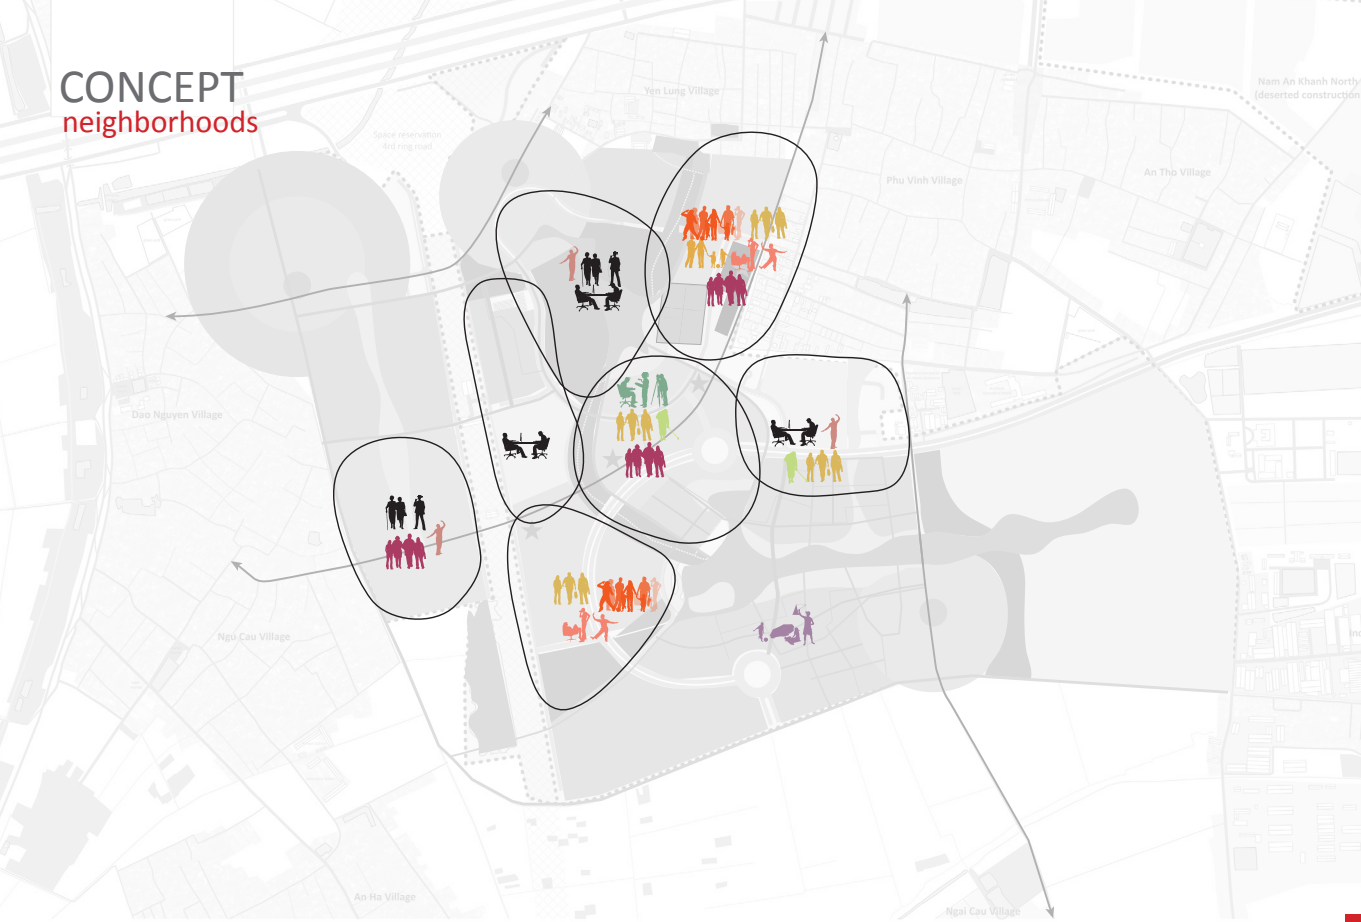 CONCEPT
neighborhoods
Yen Lung Village
Nam An Khanh North
(deserted construction
Space reservation
4rd ring road
Phu Vinh Village
An Tho Village
Dao Nguyen Village
Ngu Cau Village
An Ha Village
Ngai Cau Village